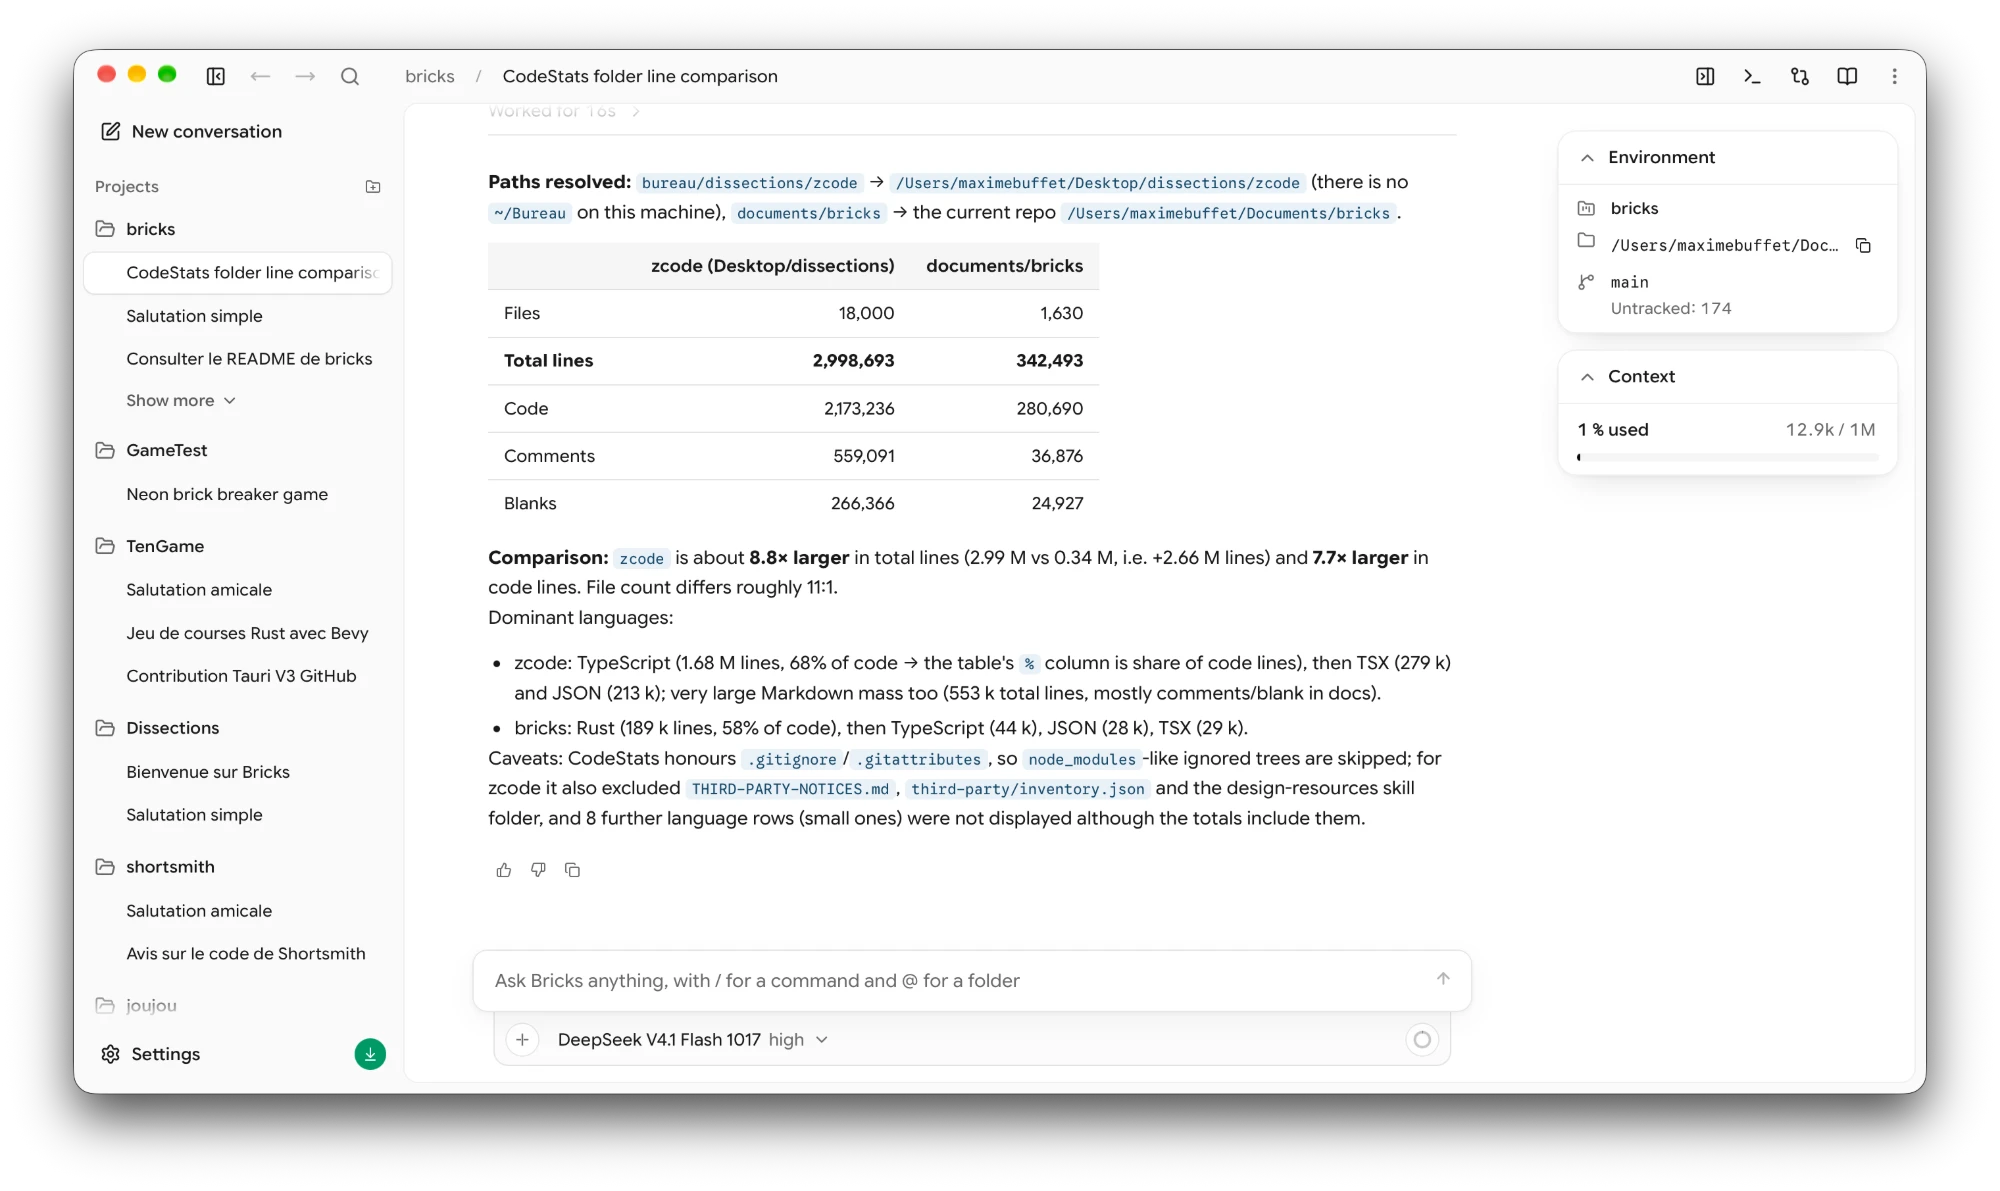 bricks / CodeStats folder line comparison
New conversation
Projects
bricks
CodeStats folder line comparisc
Salutation simple
Consulter le README de bricks
Show more
GameTest
Neon brick breaker game
TenGame
Salutation amicale
Jeu de courses Rust avec Bevy
Contribution Tauri V3 GitHub
Dissections
Bienvenue sur Bricks
Salutation simple
shortsmith
Salutation amicale
Avis sur le code de Shortsmith
joujou
Settings
Worked for 16s
Paths resolved: bureau/dissections/zcode → /Users/maximebuffet/Desktop/dissections/zcode (there is no
~/Bureau on this machine), documents/bricks → the current repo /Users/maximebuffet/Documents/bricks .
zcode (Desktop/dissections) documents/bricks
Files 18,000 1,630
Total lines 2,998,693 342,493
Code 2,173,236 280,690
Comments 559,091 36,876
Blanks 266,366 24,927
Comparison: zcode is about 8.8× larger in total lines (2.99 M vs 0.34 M, i.e. +2.66 M lines) and 7.7× larger in
code lines. File count differs roughly 11:1.
Dominant languages:
• zcode: TypeScript (1.68 M lines, 68% of code → the table's % column is share of code lines), then TSX (279 k)
and JSON (213 k); very large Markdown mass too (553 k total lines, mostly comments/blank in docs).
• bricks: Rust (189 k lines, 58% of code), then TypeScript (44 k), JSON (28 k), TSX (29 k).
Caveats: CodeStats honours .gitignore / .gitattributes , so node_modules -like ignored trees are skipped; for
zcode it also excluded THIRD-PARTY-NOTICES.md , third-party/inventory.json and the design-resources skill
folder, and 8 further language rows (small ones) were not displayed although the totals include them.
Ask Bricks anything, with / for a command and @ for a folder
DeepSeek V4.1 Flash 1017 high
Environment
bricks
/Users/maximebuffet/Doc…
main
Untracked: 174
Context
1 % used 12.9k / 1M